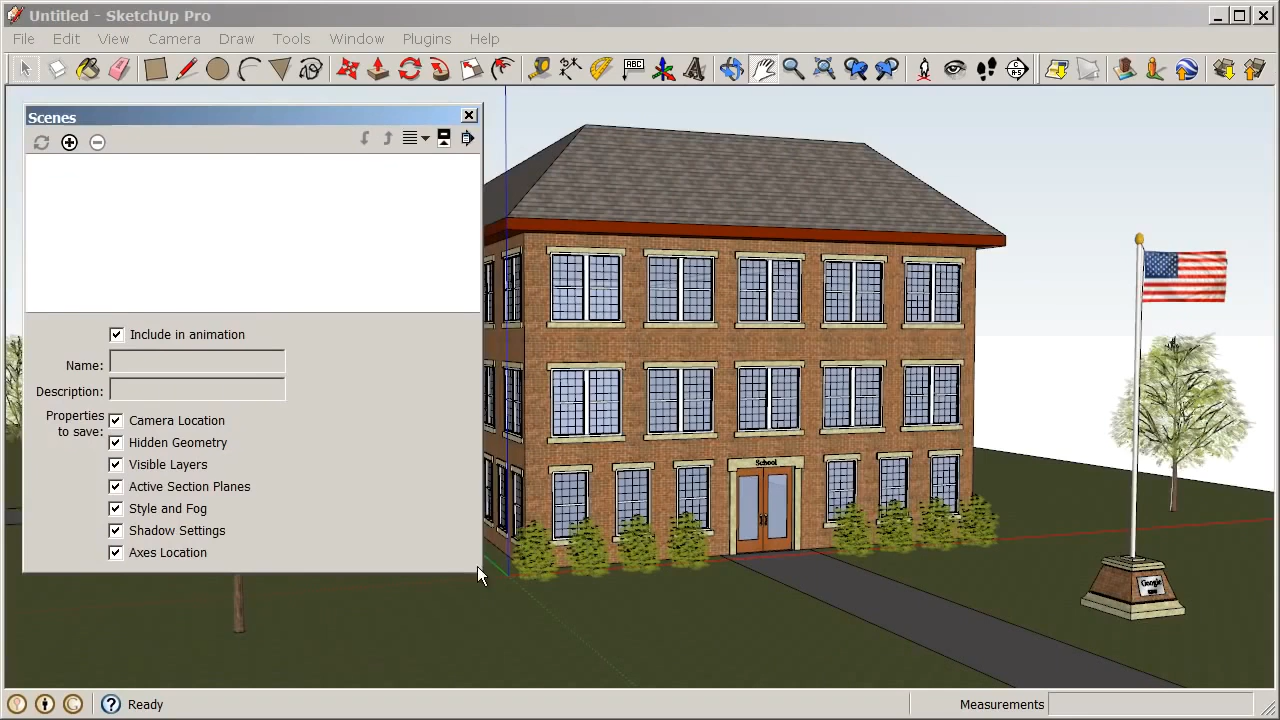 Untitled - SketchUp Pro
File Edit View Camera Draw Tools Window Plugins Help
ABC
Scenes
Include in animation
Name:
Description:
Properties to save:
Camera Location
Hidden Geometry
Visible Layers
Active Section Planes
Style and Fog
Shadow Settings
Axes Location
School
Google
Ready
Measurements